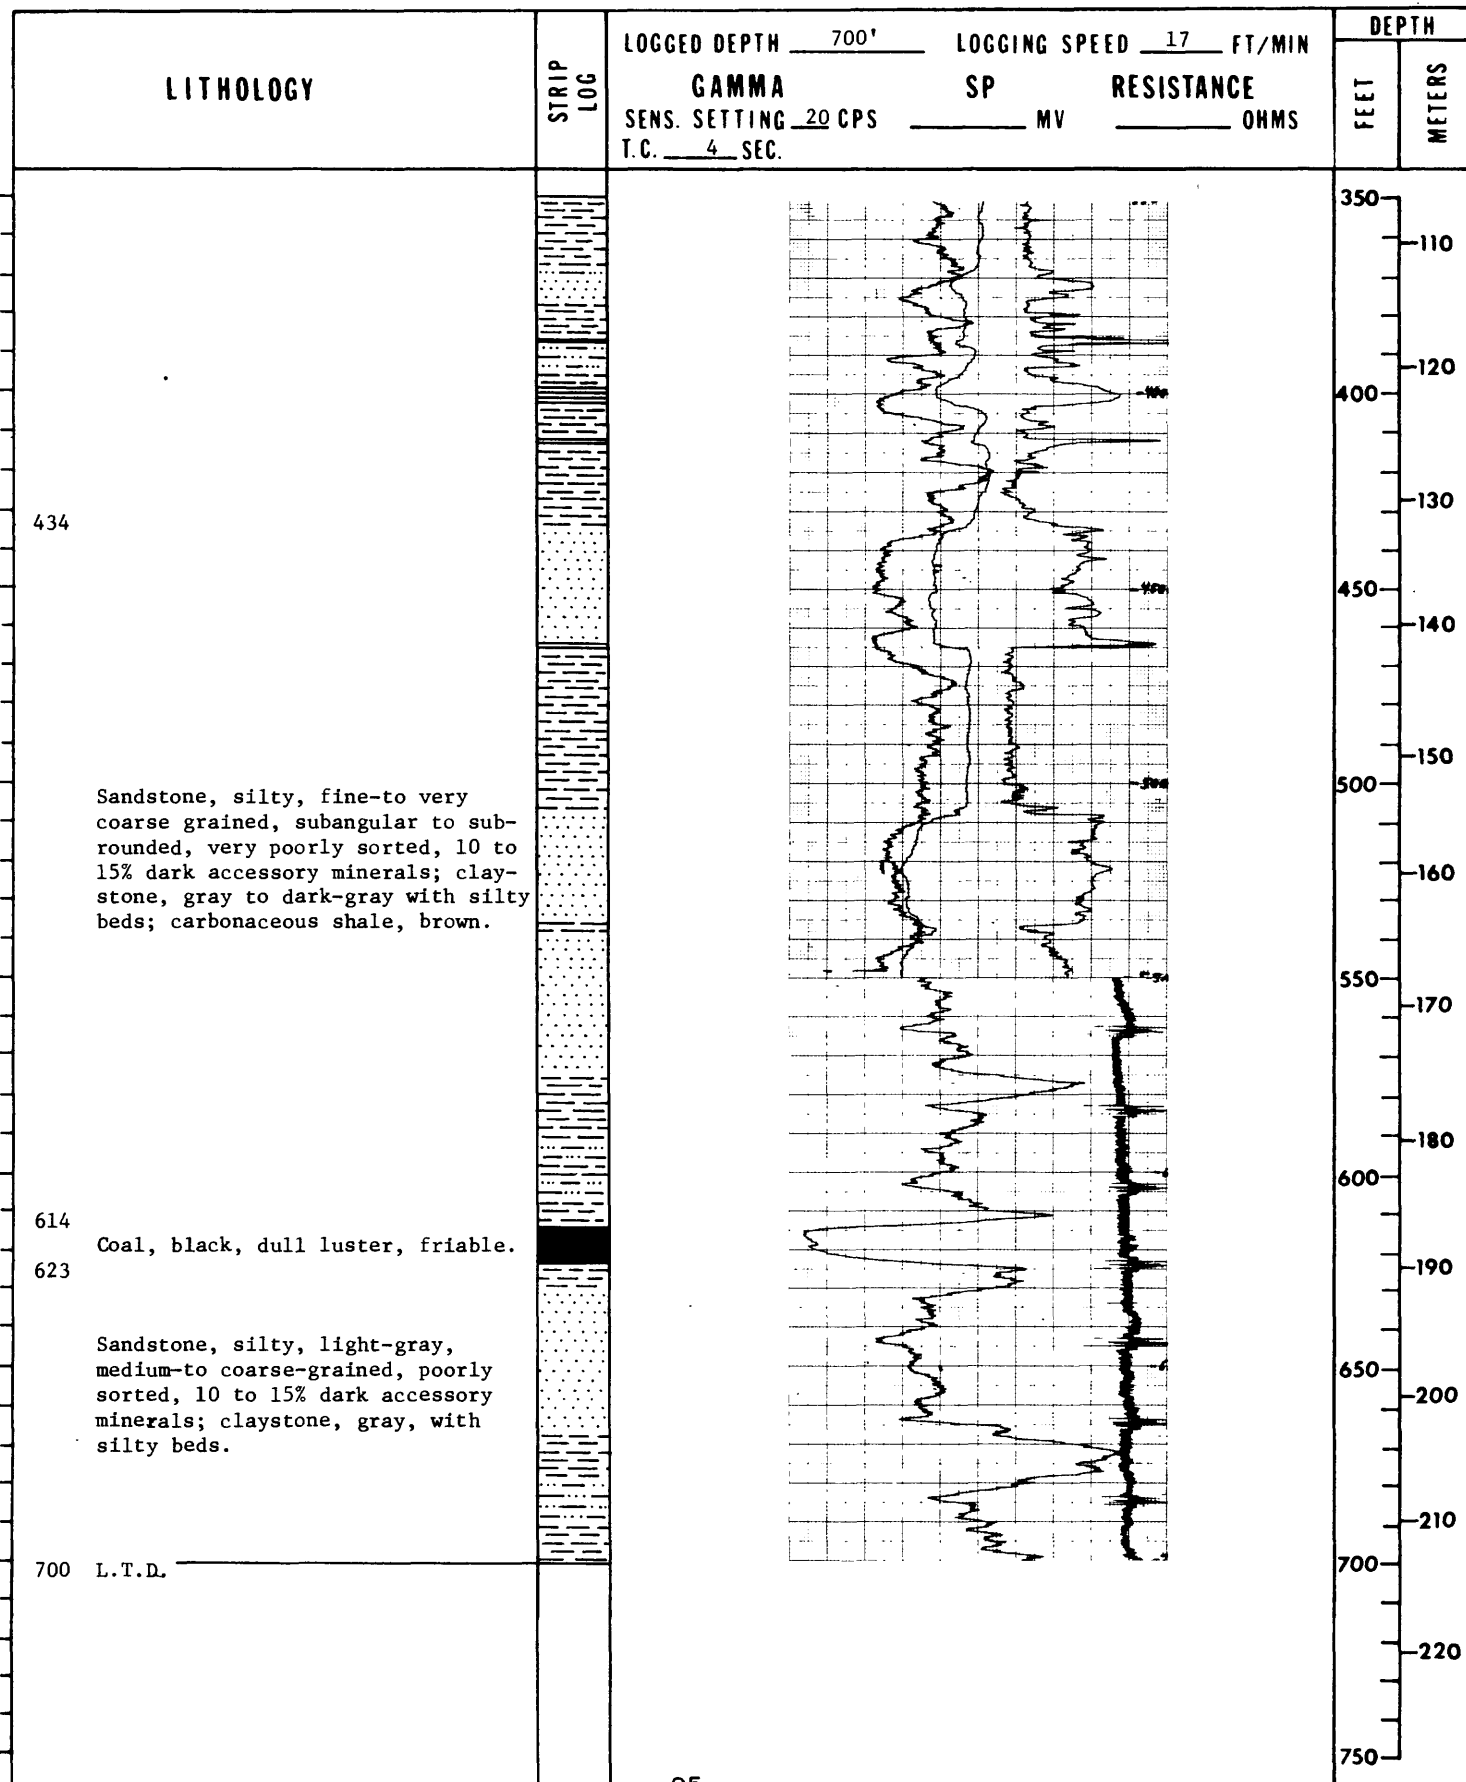 LITHOLOGY
STRIP LOG
LOGGED DEPTH 700' LOGGING SPEED 17 FT/MIN
GAMMA SP RESISTANCE
SENS. SETTING 20 CPS MV OHMS
T.C. 4 SEC.
DEPTH
FEET
METERS
350
110
120
400
-400
130
434
450
-450
140
150
500
-500
Sandstone, silty, fine-to very
coarse grained, subangular to sub-
rounded, very poorly sorted, 10 to
15% dark accessory minerals; clay-
stone, gray to dark-gray with silty
beds; carbonaceous shale, brown.
160
550
170
180
600
614
Coal, black, dull luster, friable.
623
190
Sandstone, silty, light-gray,
medium-to coarse-grained, poorly
sorted, 10 to 15% dark accessory
minerals; claystone, gray, with
silty beds.
650
200
210
700 L.T.D.
700
220
750